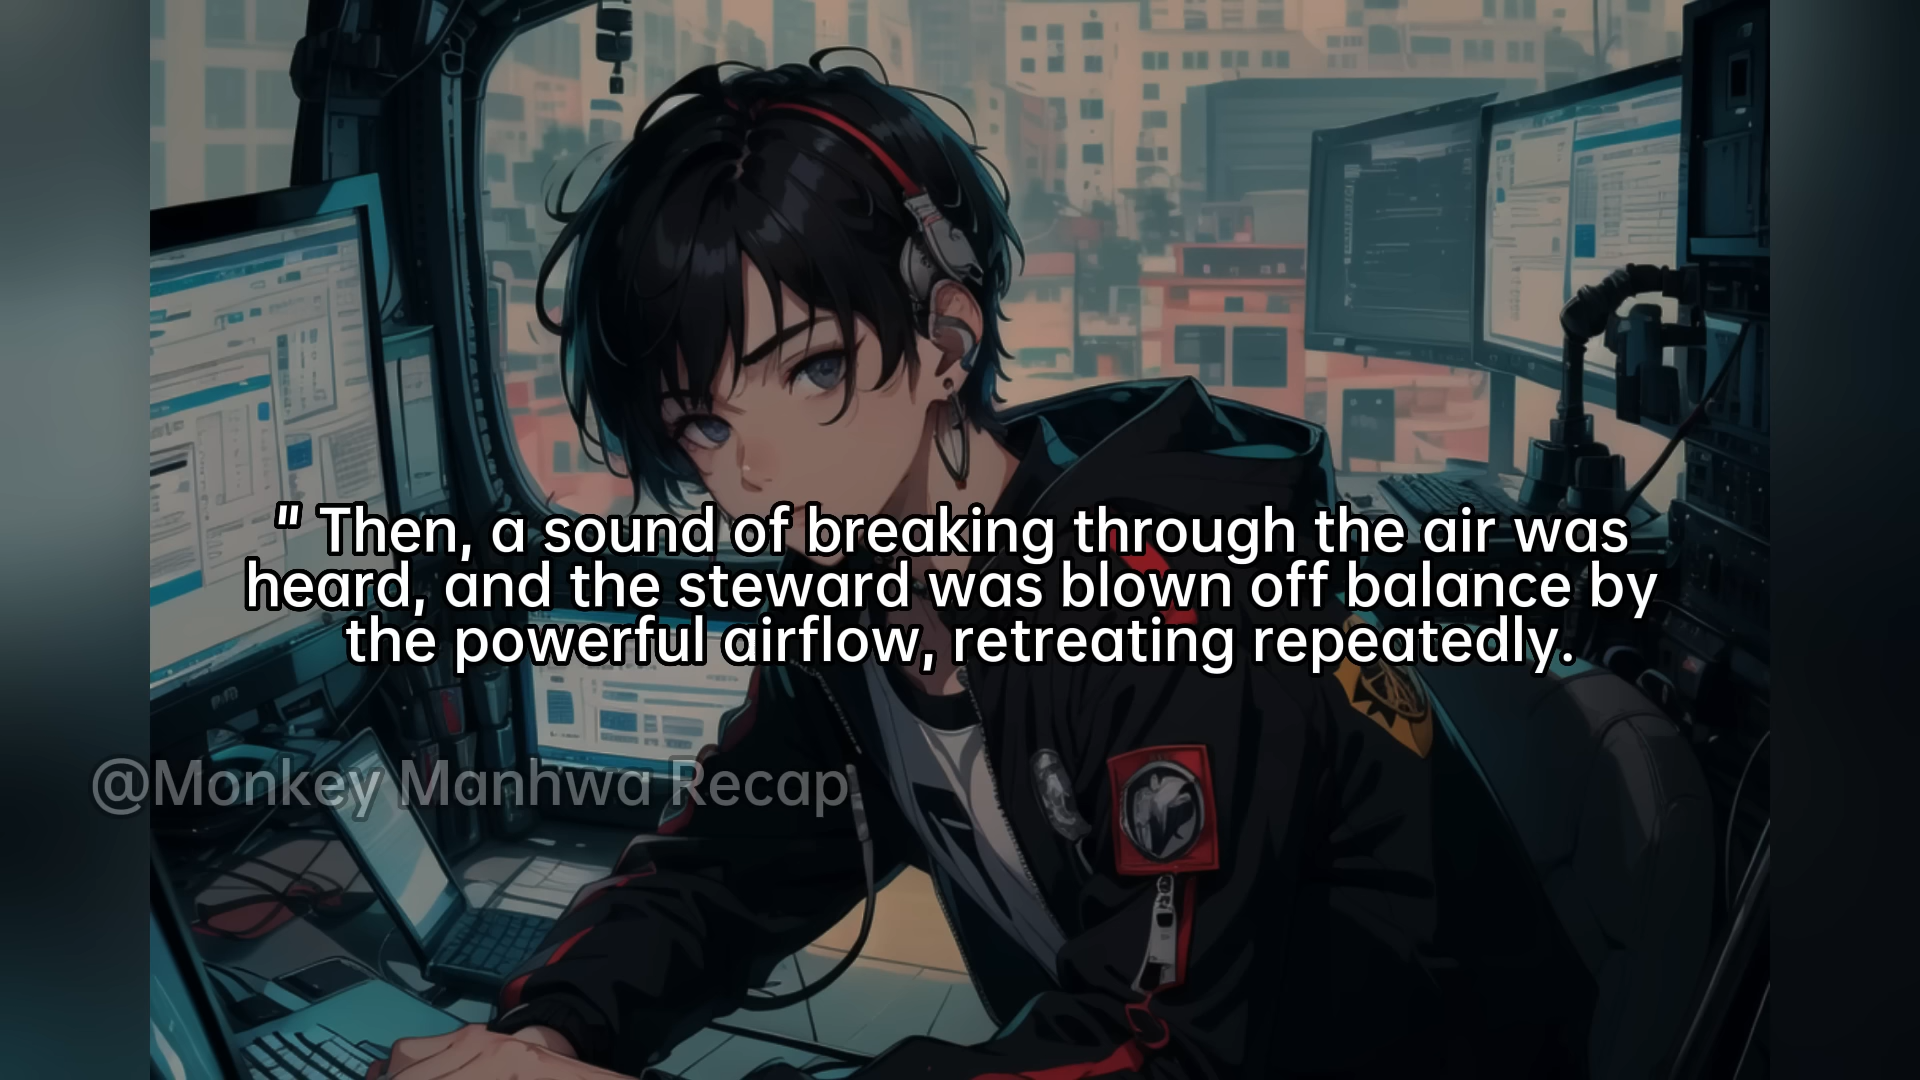 " Then, a sound of breaking through the air was
heard, and the steward was blown off balance by
the powerful airflow, retreating repeatedly.
@Monkey Manhwa Recap